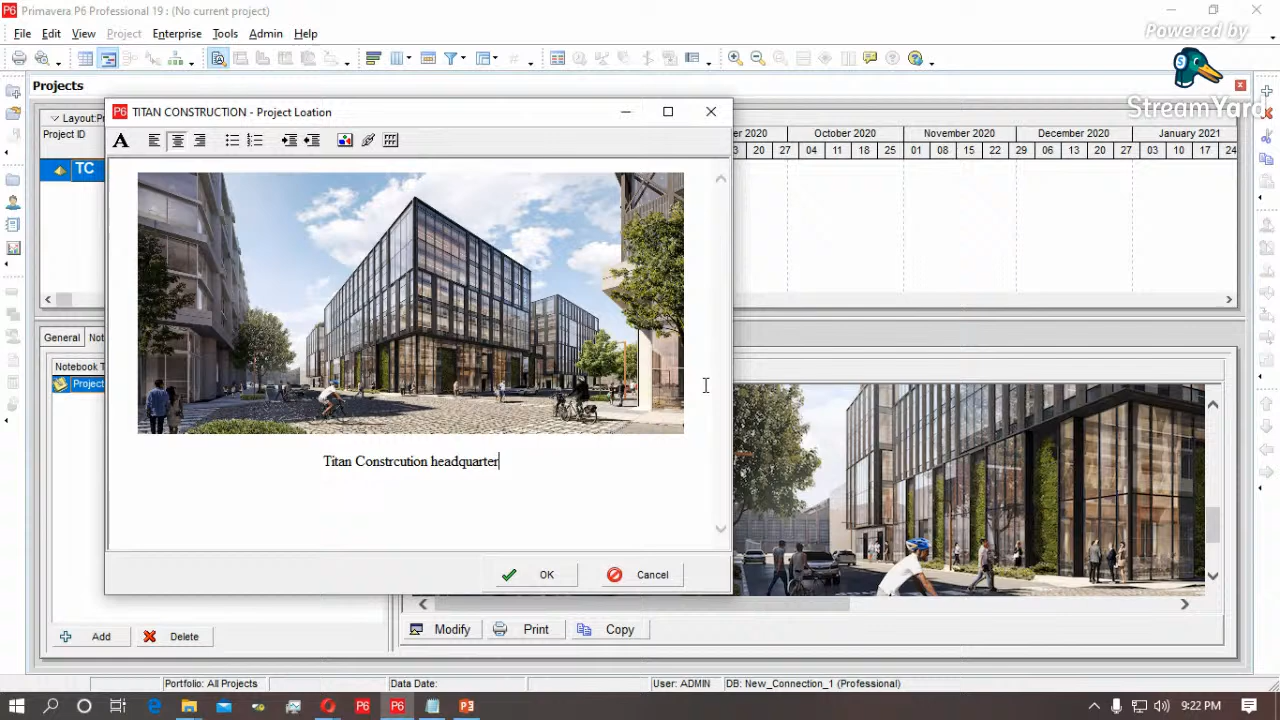 P6 Primavera P6 Professional 19 : (No current project)
Powered by
StreamYard
File Edit View Project Enterprise Tools Admin Help
Projects
Layout:
Project ID
October 2020 November 2020 December 2020 January 2021
20 27 04 11 18 25 01 08 15 22 29 06 13 20 27 03 10 17 24
TC
P6 TITAN CONSTRUCTION - Project Loation
A
Titan Constrcution headquarter
OK Cancel
General
Notebook T
Project
Add Delete
Modify Print Copy
Portfolio: All Projects Data Date: User: ADMIN DB: New_Connection_1 (Professional)
9:22 PM